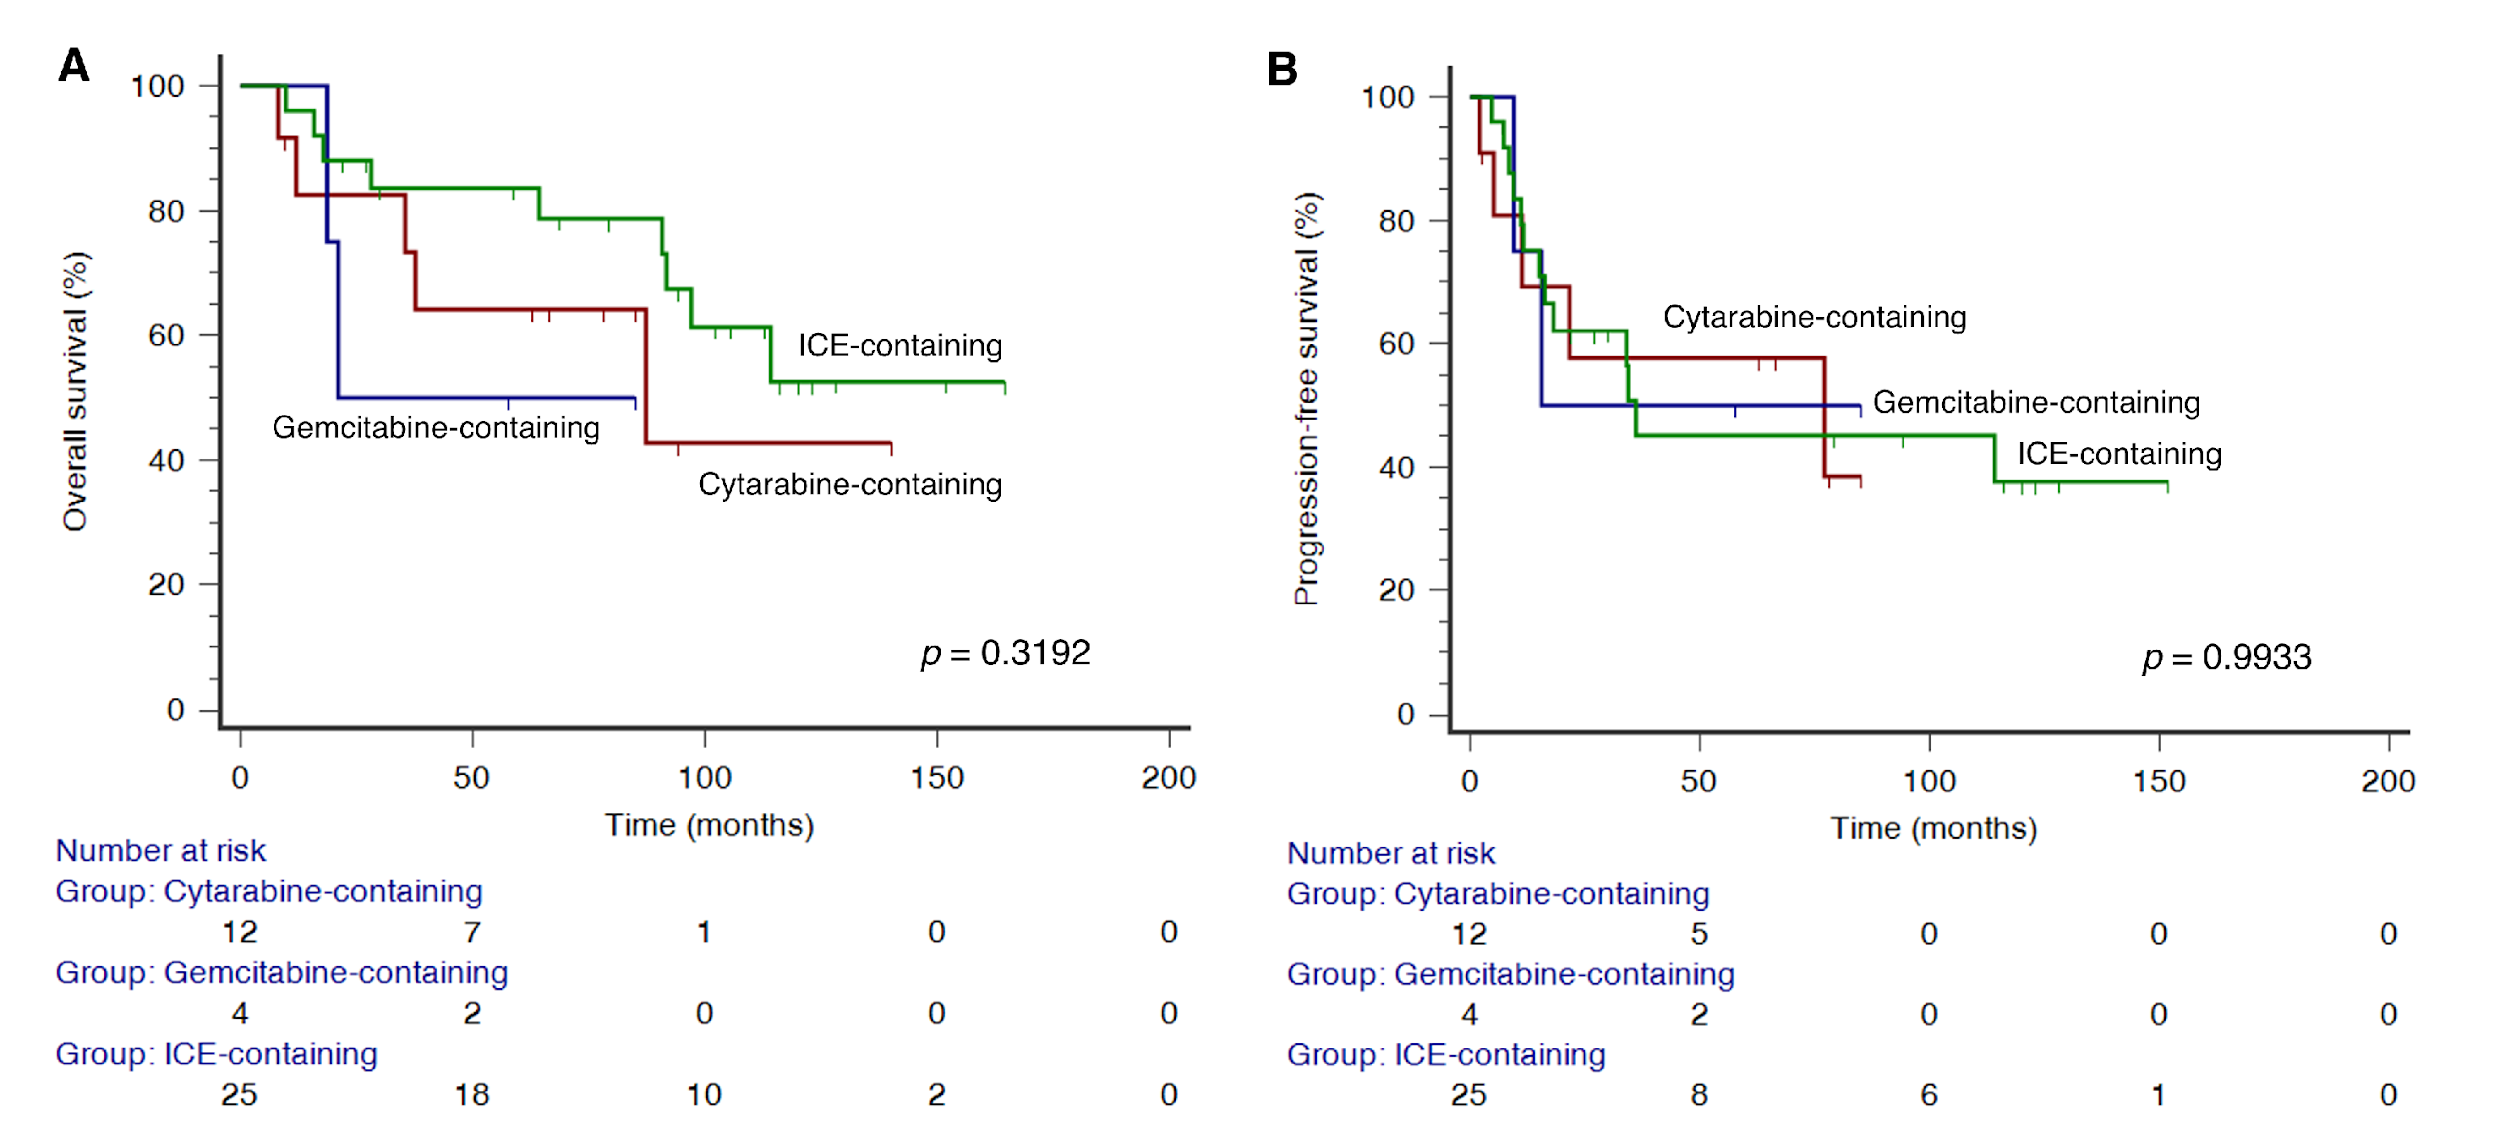 A
Overall survival (%)
100
80
60
40
20
0
ICE-containing
Gemcitabine-containing
Cytarabine-containing
p = 0.3192
0 50 100 150 200
Time (months)
Number at risk
Group: Cytarabine-containing
12 7 1 0 0
Group: Gemcitabine-containing
4 2 0 0 0
Group: ICE-containing
25 18 10 2 0
B
Progression-free survival (%)
100
80
60
40
20
0
Cytarabine-containing
Gemcitabine-containing
ICE-containing
p = 0.9933
0 50 100 150 200
Time (months)
Number at risk
Group: Cytarabine-containing
12 5 0 0 0
Group: Gemcitabine-containing
4 2 0 0 0
Group: ICE-containing
25 8 6 1 0